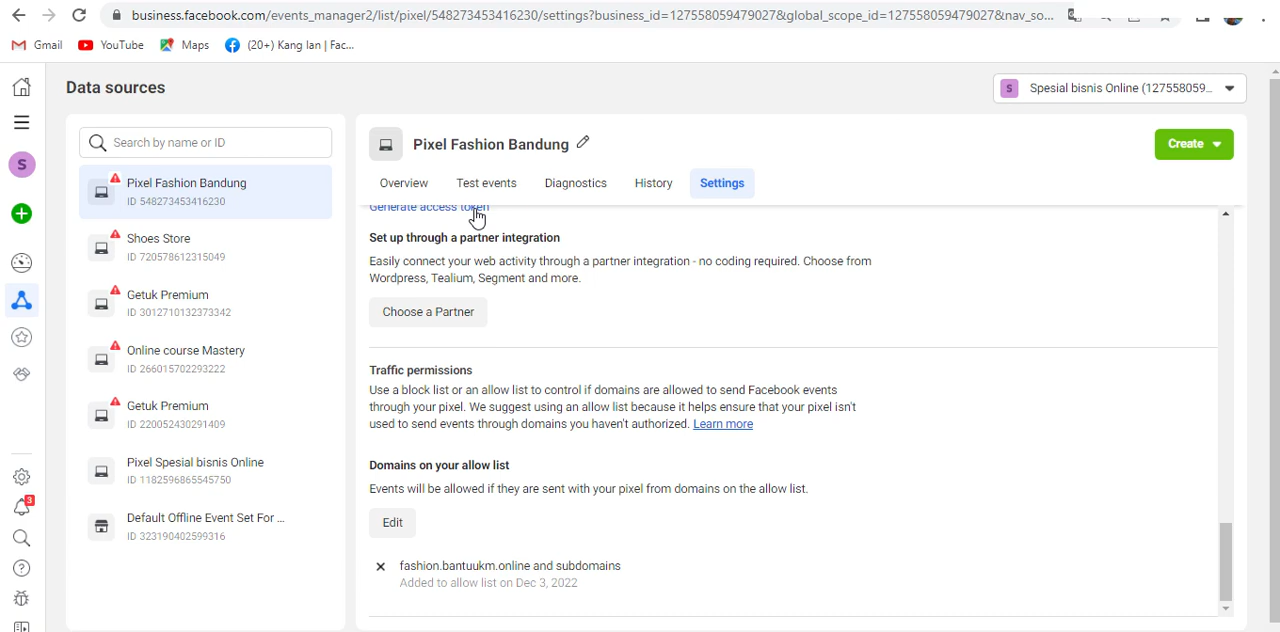 business.facebook.com/events_manager2/list/pixel/548273453416230/settings?business_id=127558059479027&global_scope_id=127558059479027&nav_so...
Gmail
YouTube
Maps
(20+) Kang Ian | Fac...
Data sources
S
Spesial bisnis Online (127558059...
Search by name or ID
Pixel Fashion Bandung
ID 548273453416230
Shoes Store
ID 720578612315049
Getuk Premium
ID 3012710132373342
Online course Mastery
ID 266015702293222
Getuk Premium
ID 220052430291409
Pixel Spesial bisnis Online
ID 1182596865545750
Default Offline Event Set For ...
ID 323190402599316
S
3
Pixel Fashion Bandung
Create
Overview
Test events
Diagnostics
History
Settings
Generate access token
Set up through a partner integration
Easily connect your web activity through a partner integration - no coding required. Choose from
Wordpress, Tealium, Segment and more.
Choose a Partner
Traffic permissions
Use a block list or an allow list to control if domains are allowed to send Facebook events
through your pixel. We suggest using an allow list because it helps ensure that your pixel isn't
used to send events through domains you haven't authorized. Learn more
Domains on your allow list
Events will be allowed if they are sent with your pixel from domains on the allow list.
Edit
fashion.bantuukm.online and subdomains
Added to allow list on Dec 3, 2022